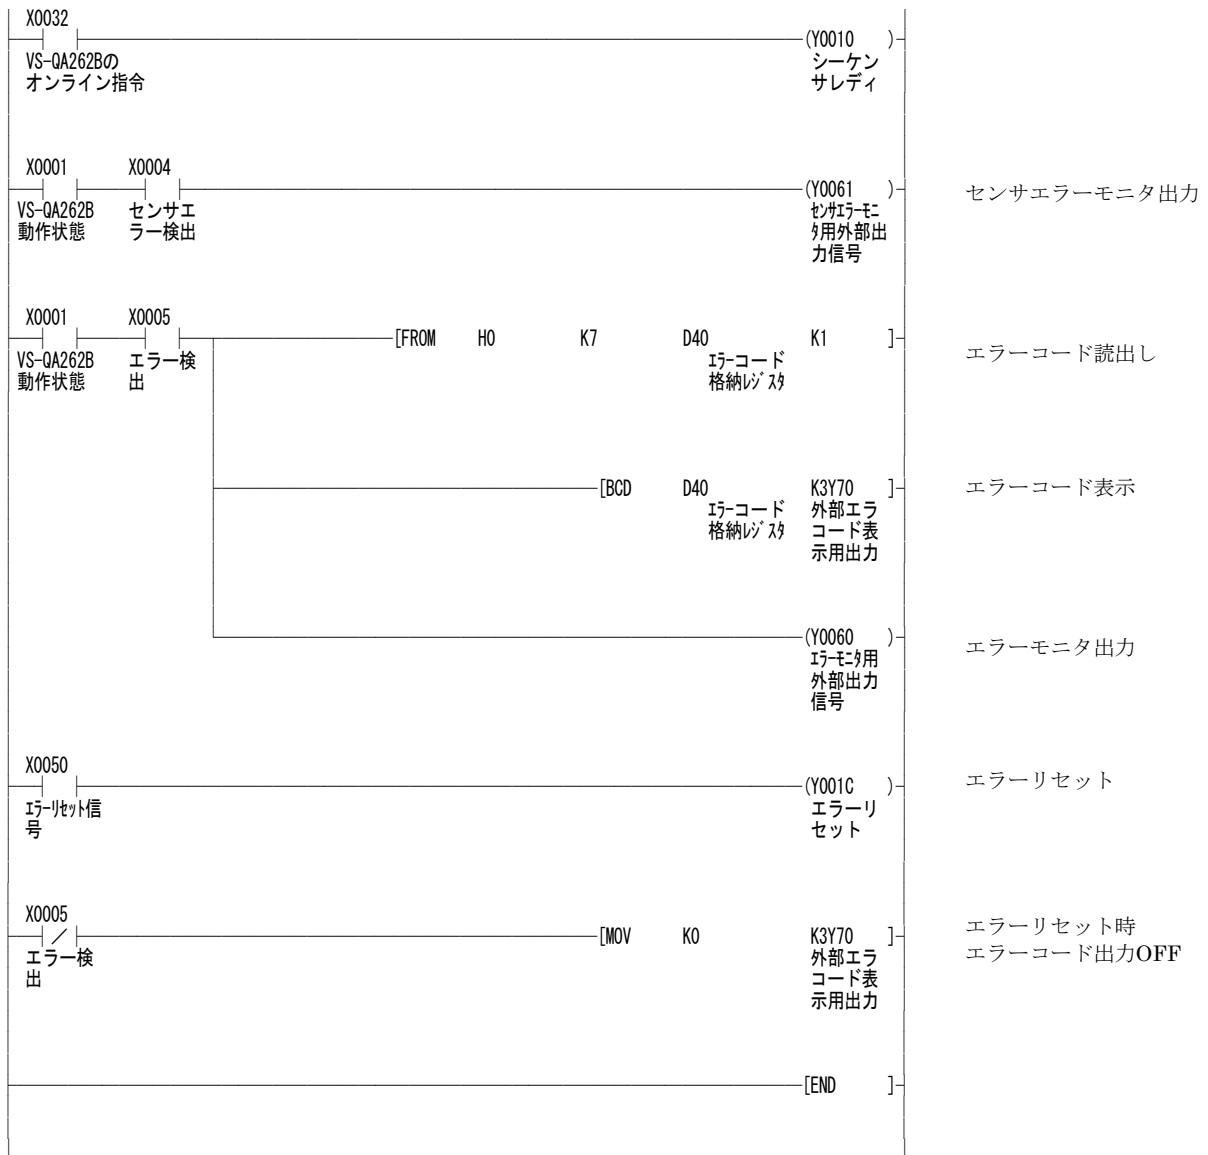 X0032
(Y0010 )
VS-QA262Bの
オンライン指令
シーケン
サレディ
X0001 X0004
(Y0061 )
センサエラーモニタ出力
VS-QA262B
動作状態
センサエ
ラー検出
ｾﾝｻｴﾗｰﾓﾆ
ﾀ用外部出
力信号
X0001 X0005
[FROM H0 K7 D40 K1 ]
エラーコード読出し
VS-QA262B
動作状態
エラー検
出
ｴﾗｰコード
格納ﾚｼﾞｽﾀ
[BCD D40 K3Y70 ]
エラーコード表示
ｴﾗｰコード
格納ﾚｼﾞｽﾀ
外部エラ
コード表
示用出力
(Y0060 )
エラーモニタ出力
ｴﾗｰﾓﾆﾀ用
外部出力
信号
X0050
(Y001C )
エラーリセット
ｴﾗｰﾘｾｯﾄ信
号
エラーリ
セット
X0005
[MOV K0 K3Y70 ]
エラーリセット時
エラーコード出力OFF
エラー検
出
外部エラ
コード表
示用出力
[END ]